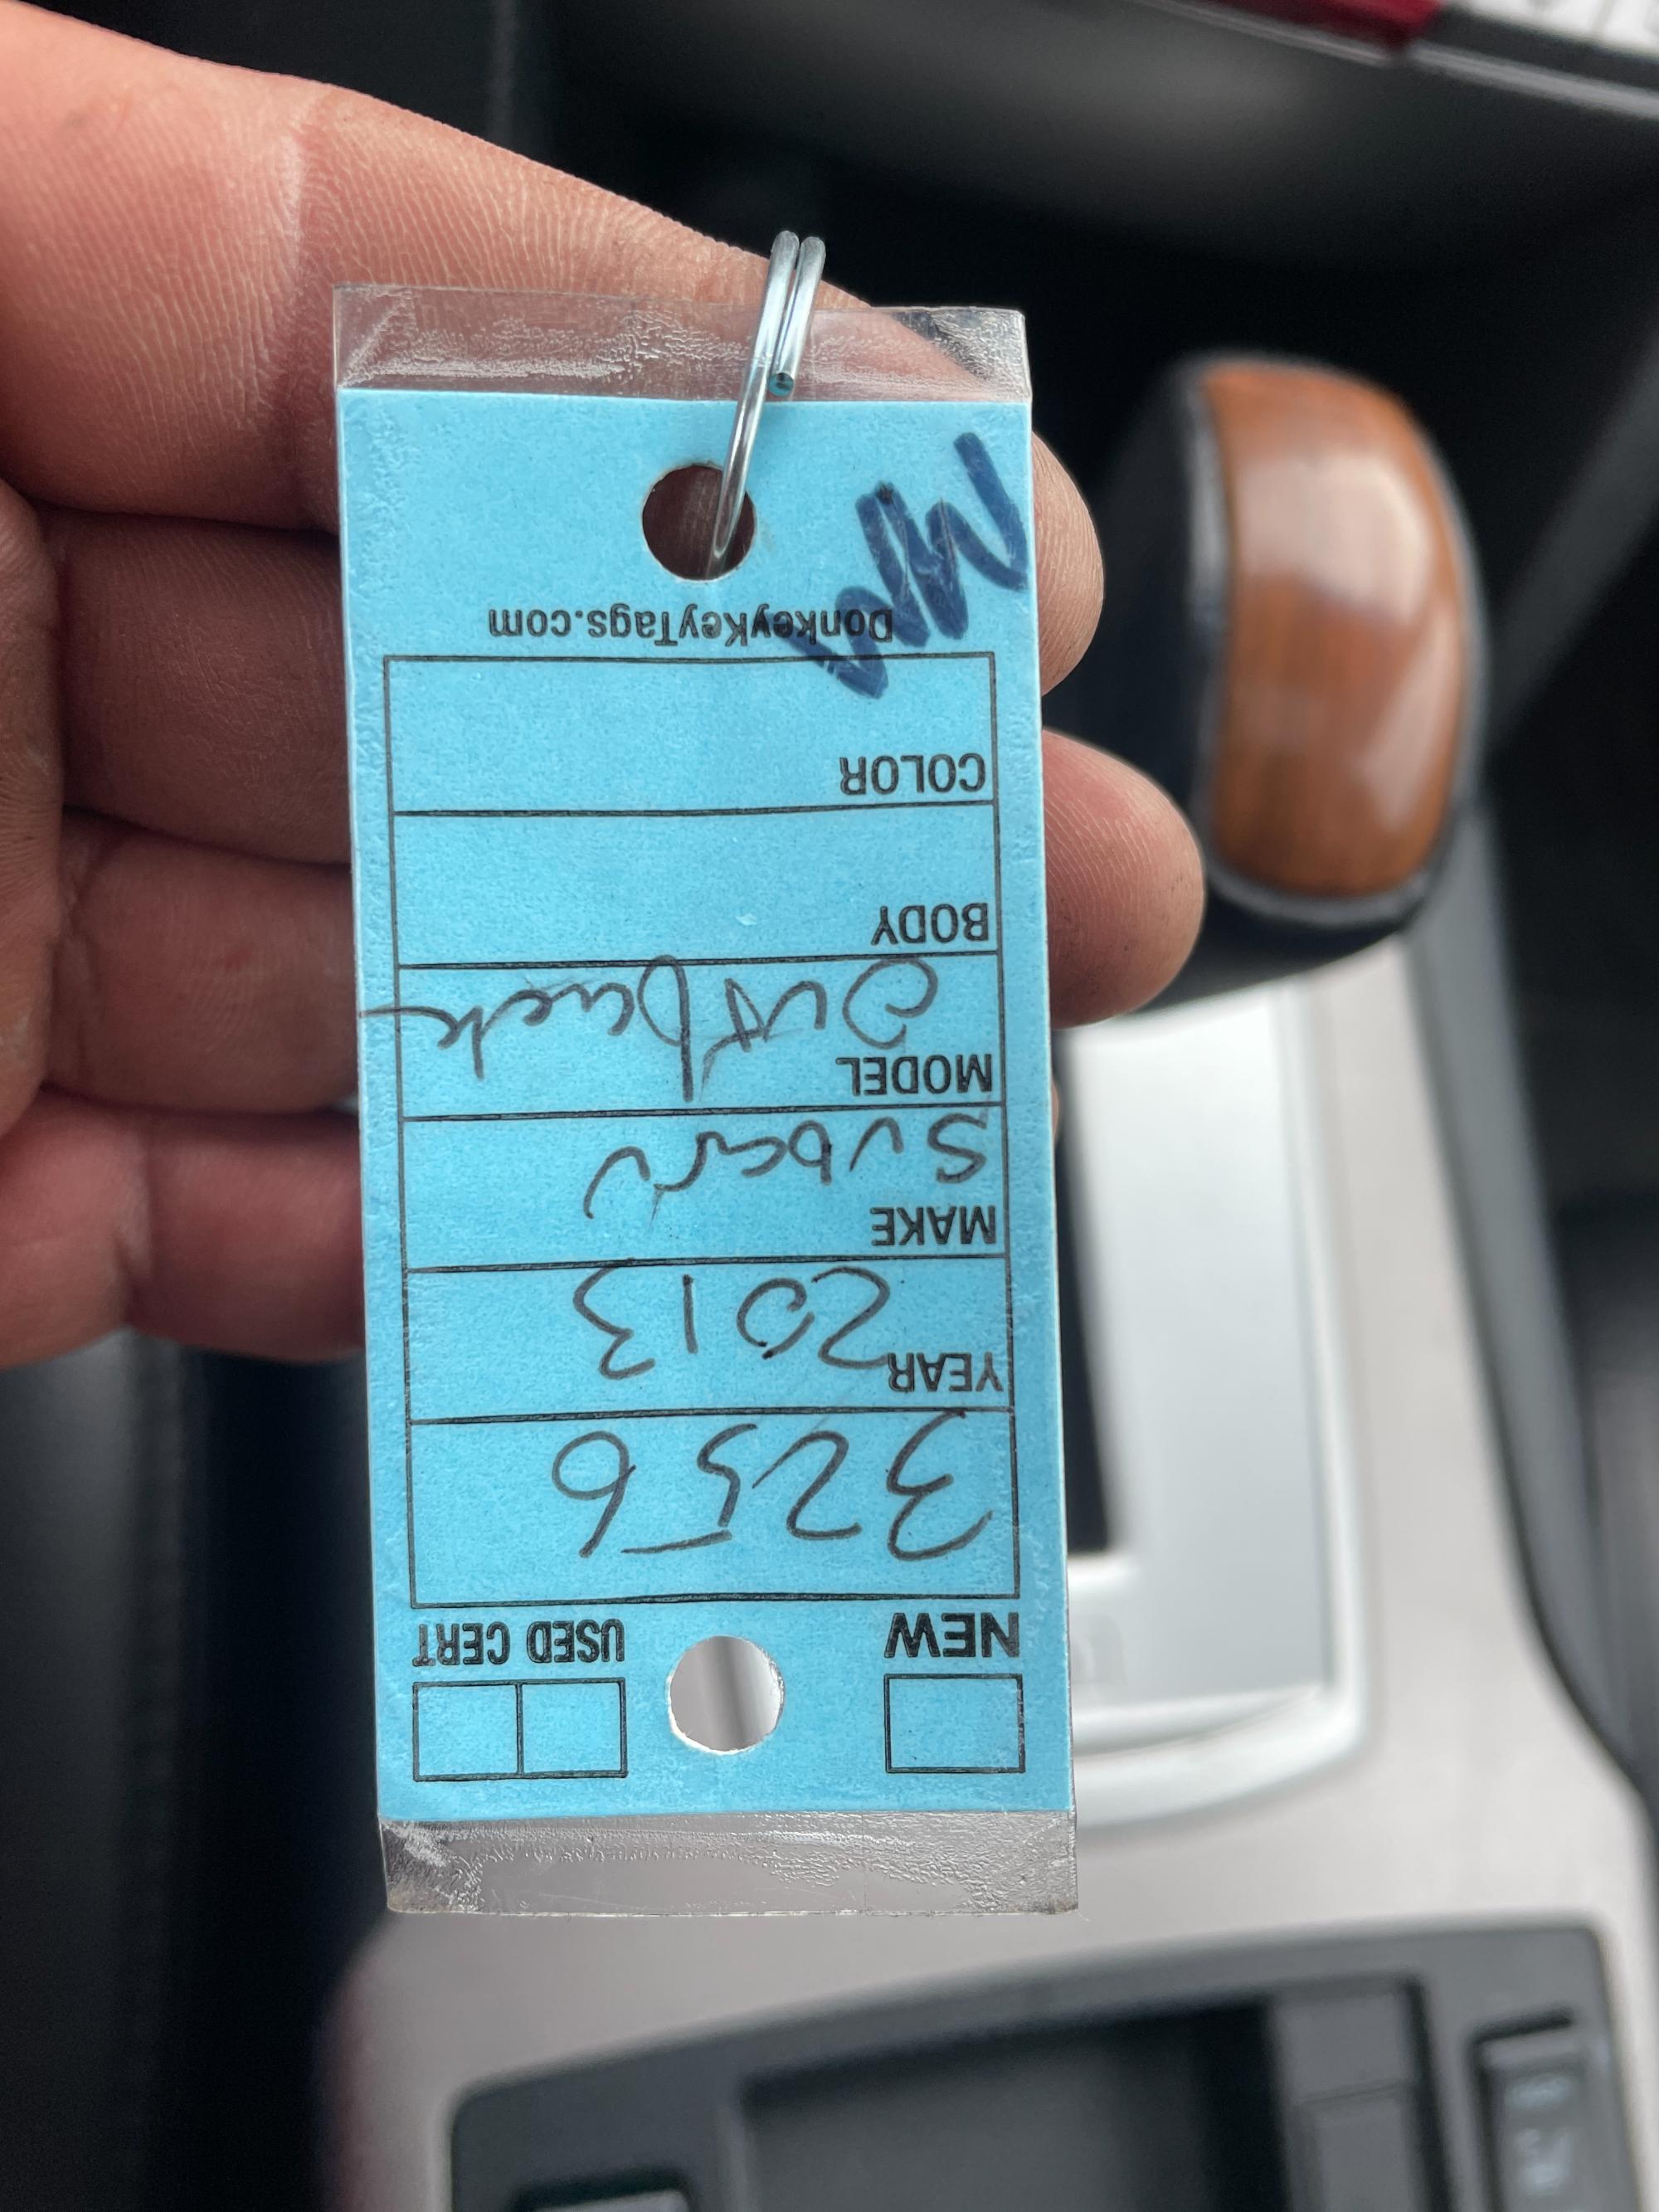 NEW USED CERT
3256
YEAR 2013
MAKE Subaru
MODEL Outback
BODY
COLOR
DonkeyKeyTags.com